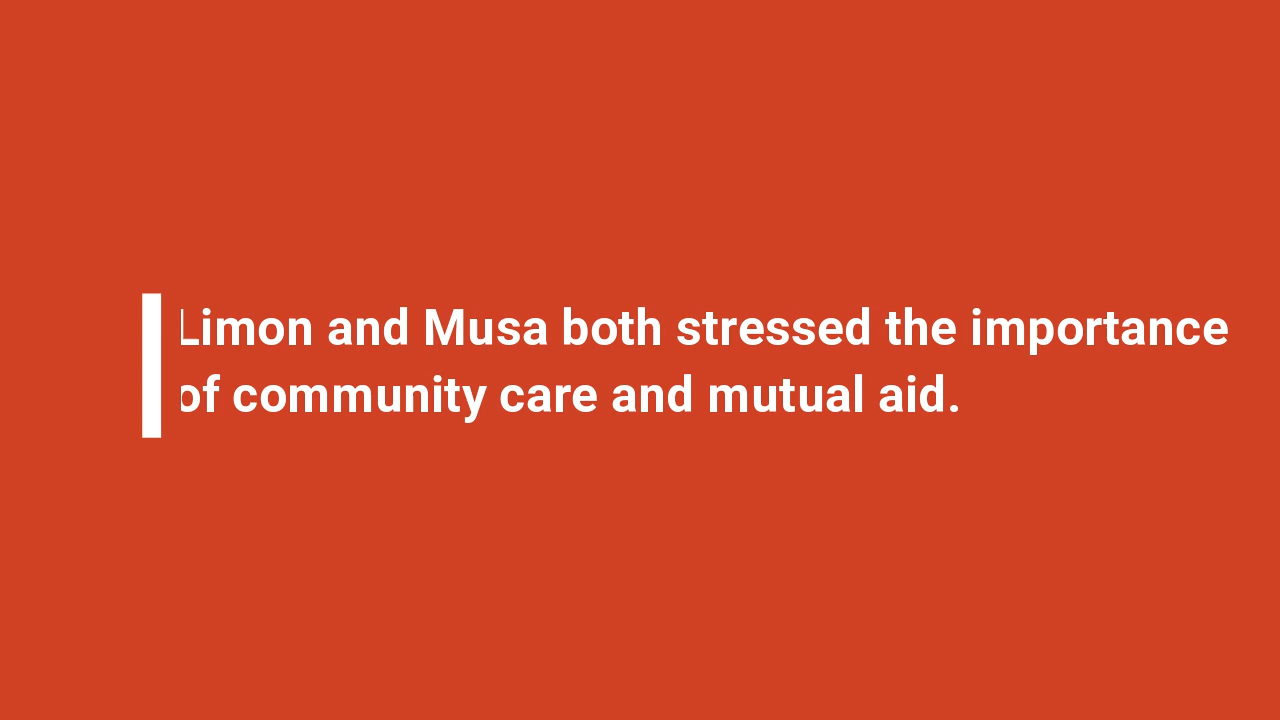 Limon and Musa both stressed the importance
of community care and mutual aid.